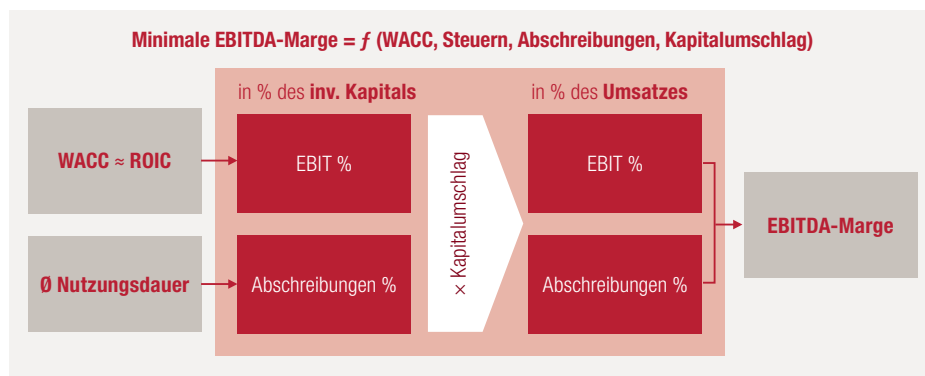 Minimale EBITDA-Marge = ƒ (WACC, Steuern, Abschreibungen, Kapitalumschlag)
in % des inv. Kapitals
in % des Umsatzes
WACC ≈ ROIC
EBIT %
× Kapitalumschlag
EBIT %
EBITDA-Marge
Ø Nutzungsdauer
Abschreibungen %
Abschreibungen %